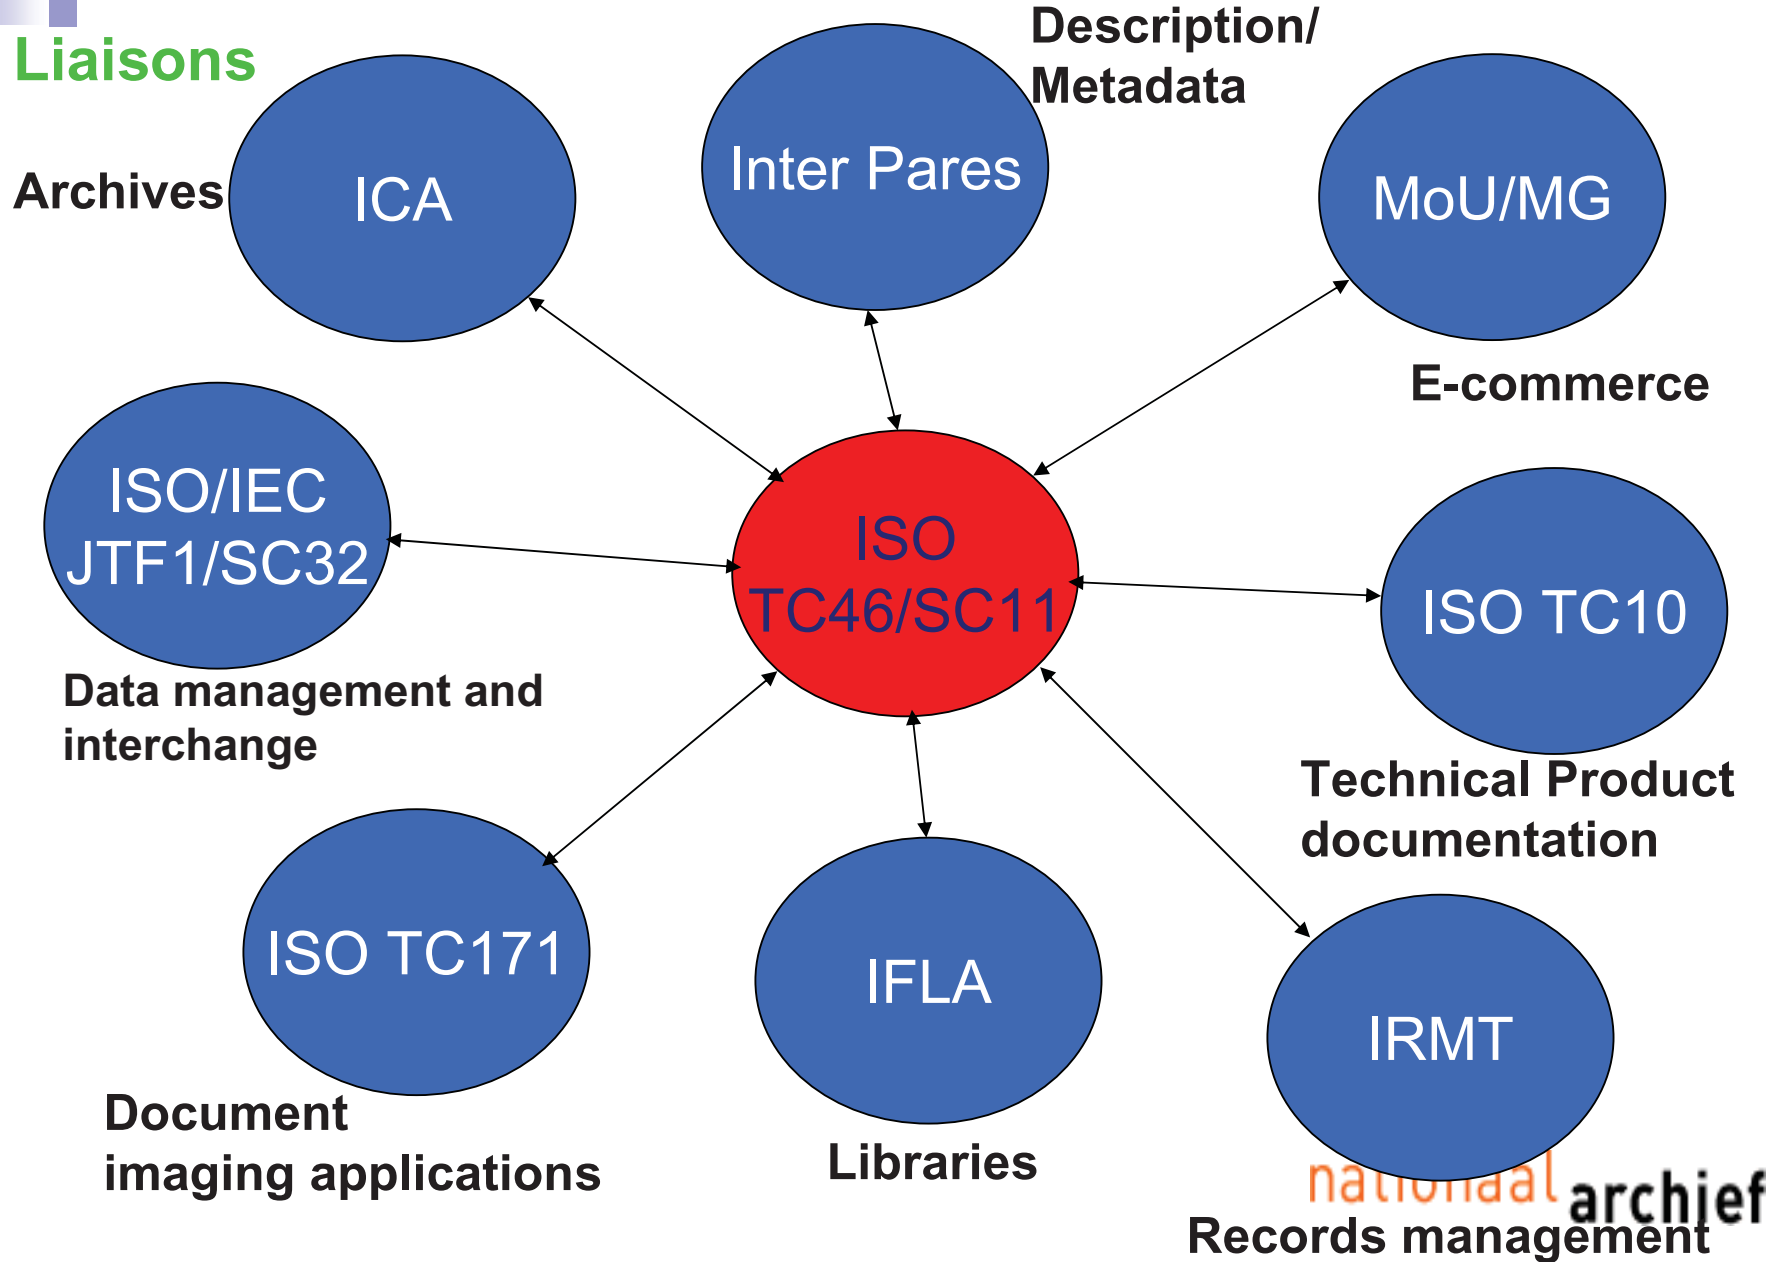 Liaisons
Archives
ICA
Inter Pares
Description/
Metadata
MoU/MG
E-commerce
ISO/IEC
JTF1/SC32
Data management and
interchange
ISO
TC46/SC11
ISO TC10
Technical Product
documentation
ISO TC171
Document
imaging applications
IFLA
Libraries
IRMT
nationaal archief
Records management